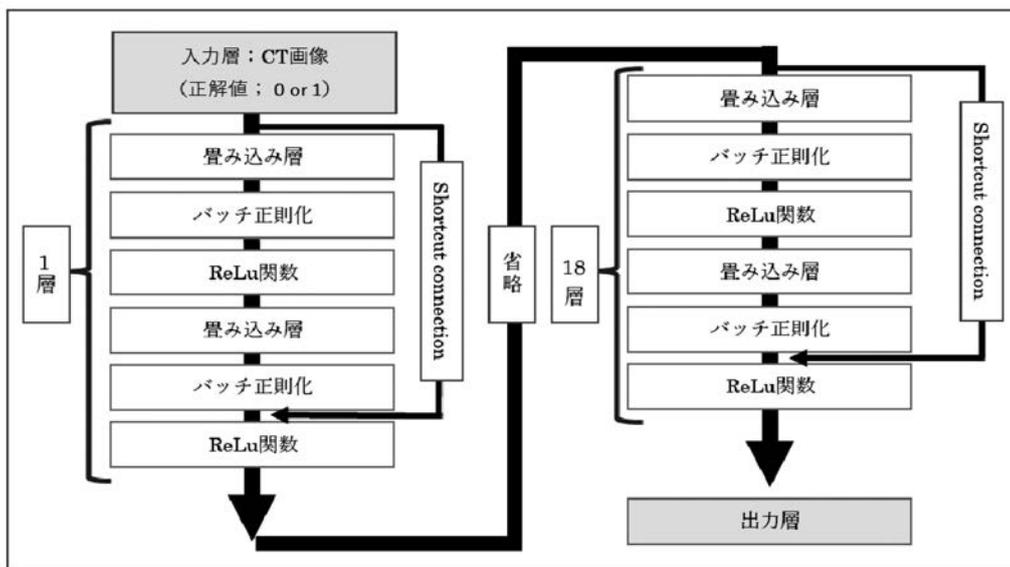 入力層；CT画像
（正解値；0 or 1）
1
層
畳み込み層
バッチ正則化
ReLu関数
畳み込み層
バッチ正則化
ReLu関数
Shortcut connection
省
略
18
層
畳み込み層
バッチ正則化
ReLu関数
畳み込み層
バッチ正則化
ReLu関数
Shortcut connection
出力層